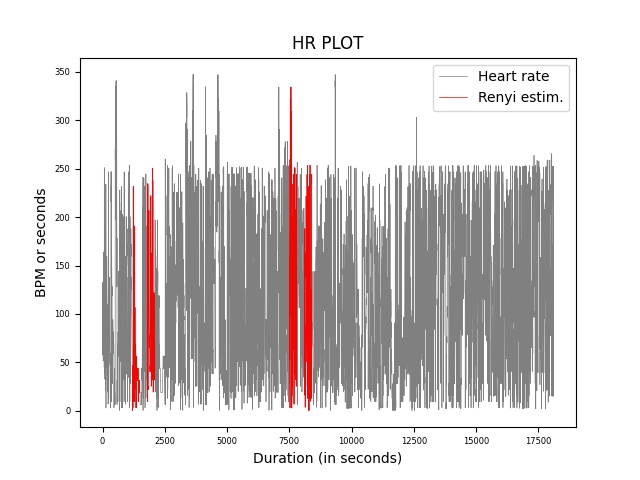 HR PLOT
Heart rate
Renyi estim.
BPM or seconds
350
300
250
200
150
100
50
0
0 2500 5000 7500 10000 12500 15000 17500
Duration (in seconds)